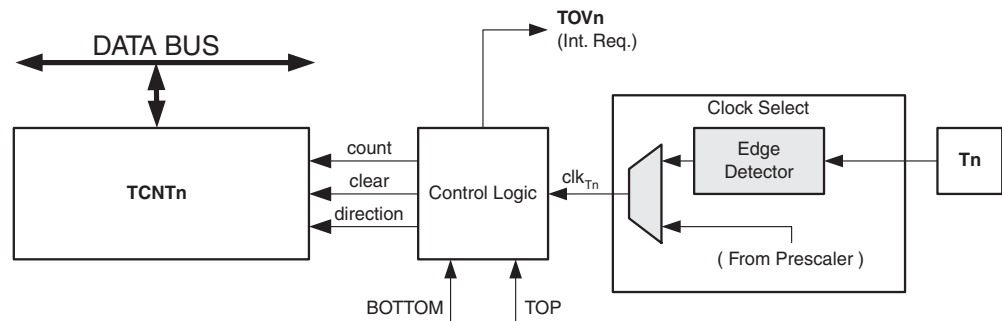 TOVn
(Int. Req.)
DATA BUS
Clock Select
count
Edge
Detector
Tn
TCNTn
clear
Control Logic
clkTn
direction
( From Prescaler )
BOTTOM
TOP